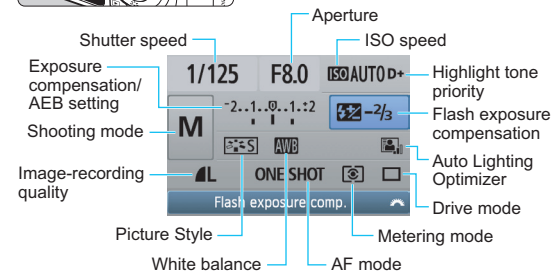 Aperture
Shutter speed
ISO speed
Exposure
compensation/
AEB setting
1/125 F8.0 ISO AUTO D+
Highlight tone
priority
-2..1..0..1.:2
-2/3
Flash exposure
compensation
Shooting mode
M
S AWB
Auto Lighting
Optimizer
Image-recording
quality
L ONE SHOT
Drive mode
Flash exposure comp.
Picture Style
Metering mode
White balance
AF mode